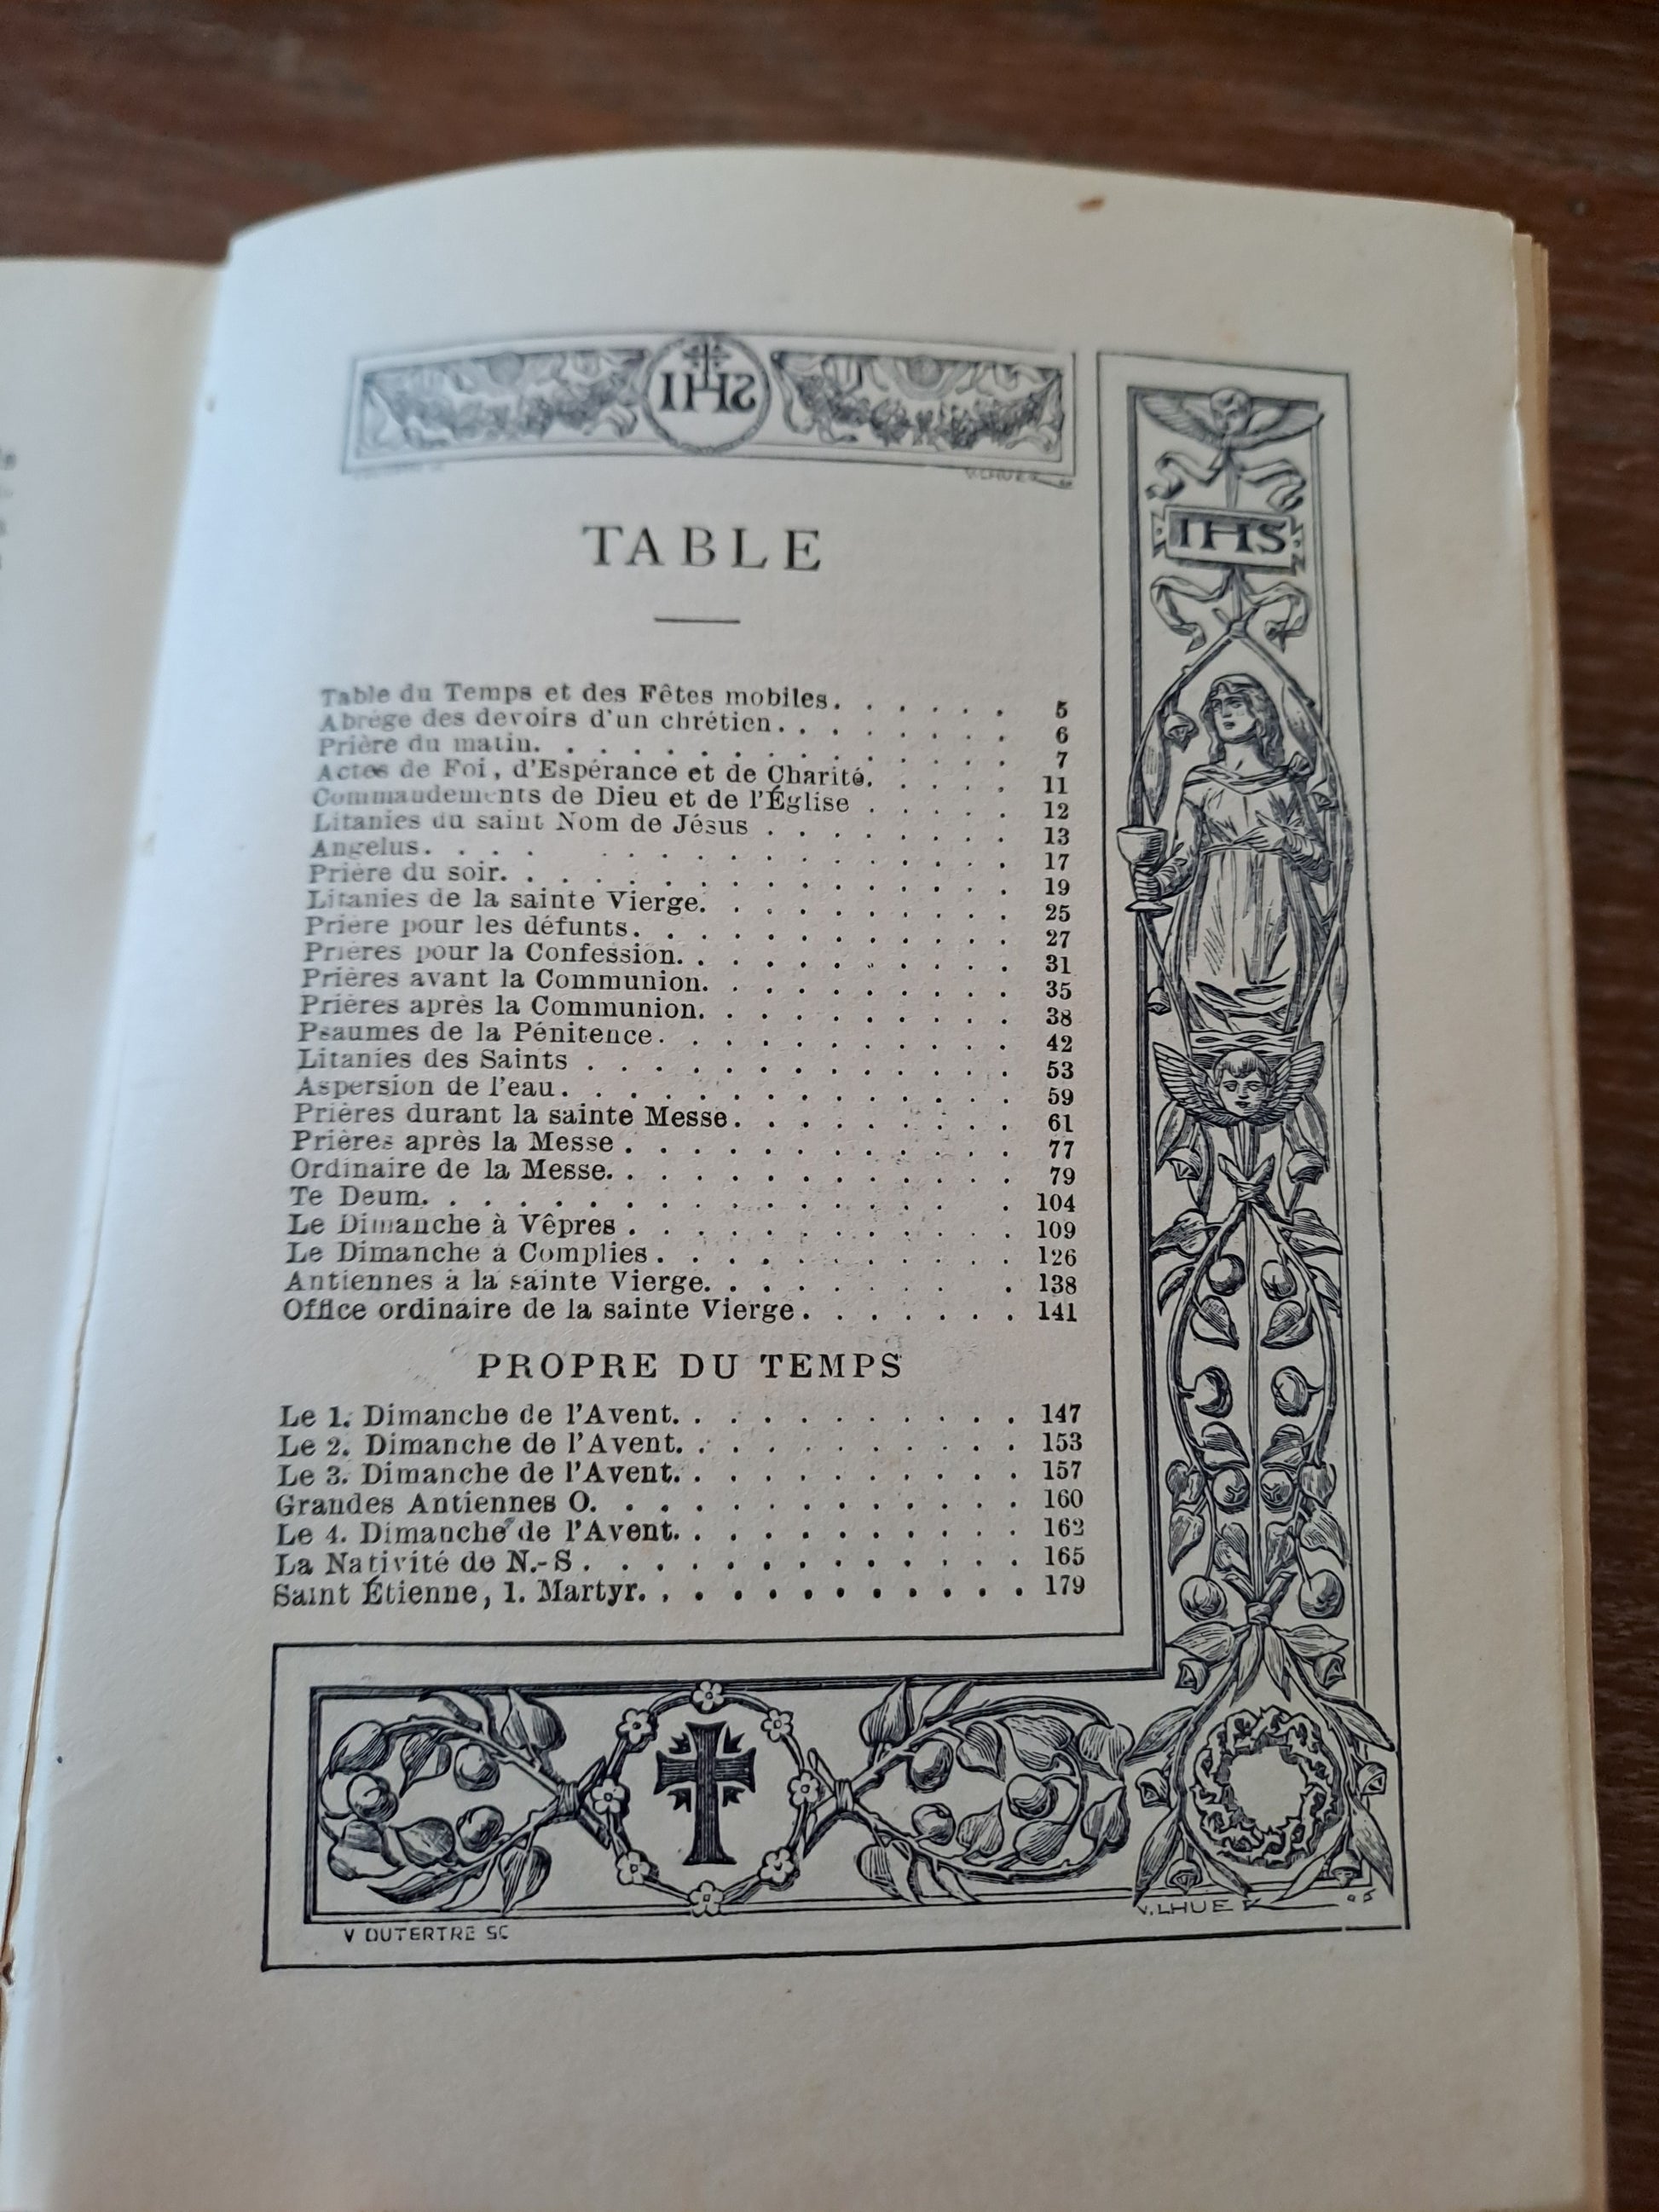 IHS
V. LHUER
IHS
TABLE
Table du Temps et des Fêtes mobiles. . . . . . . 5
Abrégé des devoirs d'un chrétien. . . . . . . . 6
Prière du matin. . . . . . . . . . . . 7
Actes de Foi, d'Espérance et de Charité. . . . . 11
Commandements de Dieu et de l'Église . . . . . 12
Litanies du saint Nom de Jésus . . . . . . . 13
Angelus. . . . . . . . . . . . . . . 17
Prière du soir. . . . . . . . . . . . . 19
Litanies de la sainte Vierge. . . . . . . . . 25
Prière pour les défunts. . . . . . . . . . . 27
Prières pour la Confession. . . . . . . . . . 31
Prières avant la Communion. . . . . . . . . 35
Prières après la Communion. . . . . . . . . 38
Psaumes de la Pénitence. . . . . . . . . . 42
Litanies des Saints . . . . . . . . . . . . 53
Aspersion de l'eau. . . . . . . . . . . . . 59
Prières durant la sainte Messe. . . . . . . . . 61
Prières après la Messe . . . . . . . . . . . 77
Ordinaire de la Messe. . . . . . . . . . . . 79
Te Deum. . . . . . . . . . . . . . . 104
Le Dimanche à Vêpres . . . . . . . . . . . 109
Le Dimanche à Complies . . . . . . . . . . 126
Antiennes à la sainte Vierge. . . . . . . . . 138
Office ordinaire de la sainte Vierge . . . . . . . 141
PROPRE DU TEMPS
Le 1. Dimanche de l'Avent. . . . . . . . . . 147
Le 2. Dimanche de l'Avent. . . . . . . . . . 153
Le 3. Dimanche de l'Avent. . . . . . . . . . 157
Grandes Antiennes O. . . . . . . . . . . . 160
Le 4. Dimanche de l'Avent. . . . . . . . . . 162
La Nativité de N.-S . . . . . . . . . . . . 165
Saint Étienne, 1. Martyr. . . . . . . . . . . 179
V. LHUER 95
V DUTERTRE SC